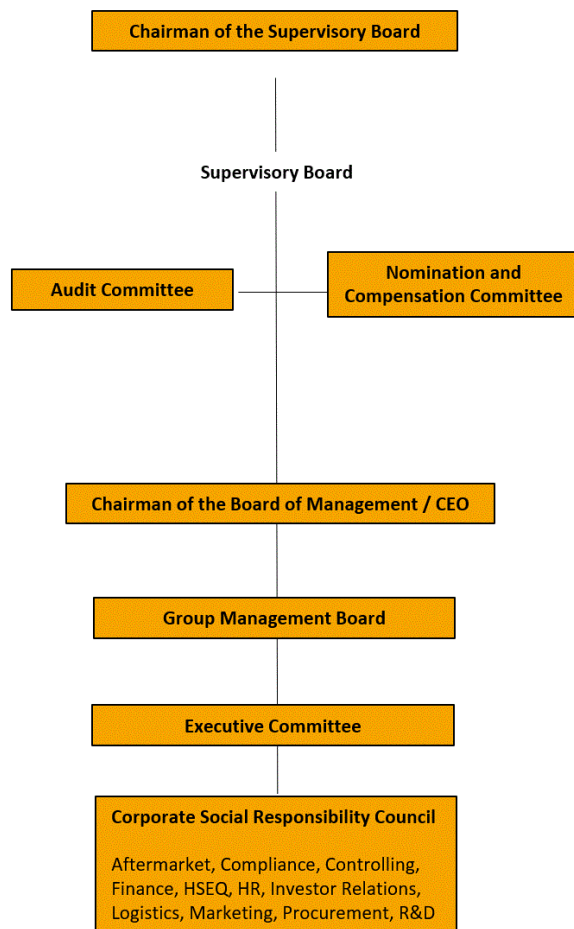 Chairman of the Supervisory Board
Supervisory Board
Audit Committee
Nomination and
Compensation Committee
Chairman of the Board of Management / CEO
Group Management Board
Executive Committee
Corporate Social Responsibility Council
Aftermarket, Compliance, Controlling,
Finance, HSEQ, HR, Investor Relations,
Logistics, Marketing, Procurement, R&D